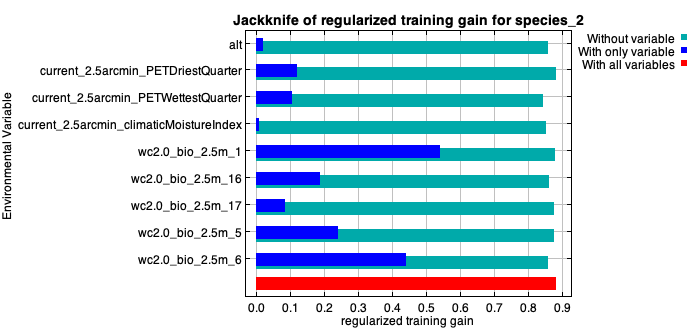 Jackknife of regularized training gain for species_2
Without variable
With only variable
With all variables
Environmental Variable
alt
current_2.5arcmin_PETDriestQuarter
current_2.5arcmin_PETWettestQuarter
current_2.5arcmin_climaticMoistureIndex
wc2.0_bio_2.5m_1
wc2.0_bio_2.5m_16
wc2.0_bio_2.5m_17
wc2.0_bio_2.5m_5
wc2.0_bio_2.5m_6
0.0 0.1 0.2 0.3 0.4 0.5 0.6 0.7 0.8 0.9
regularized training gain